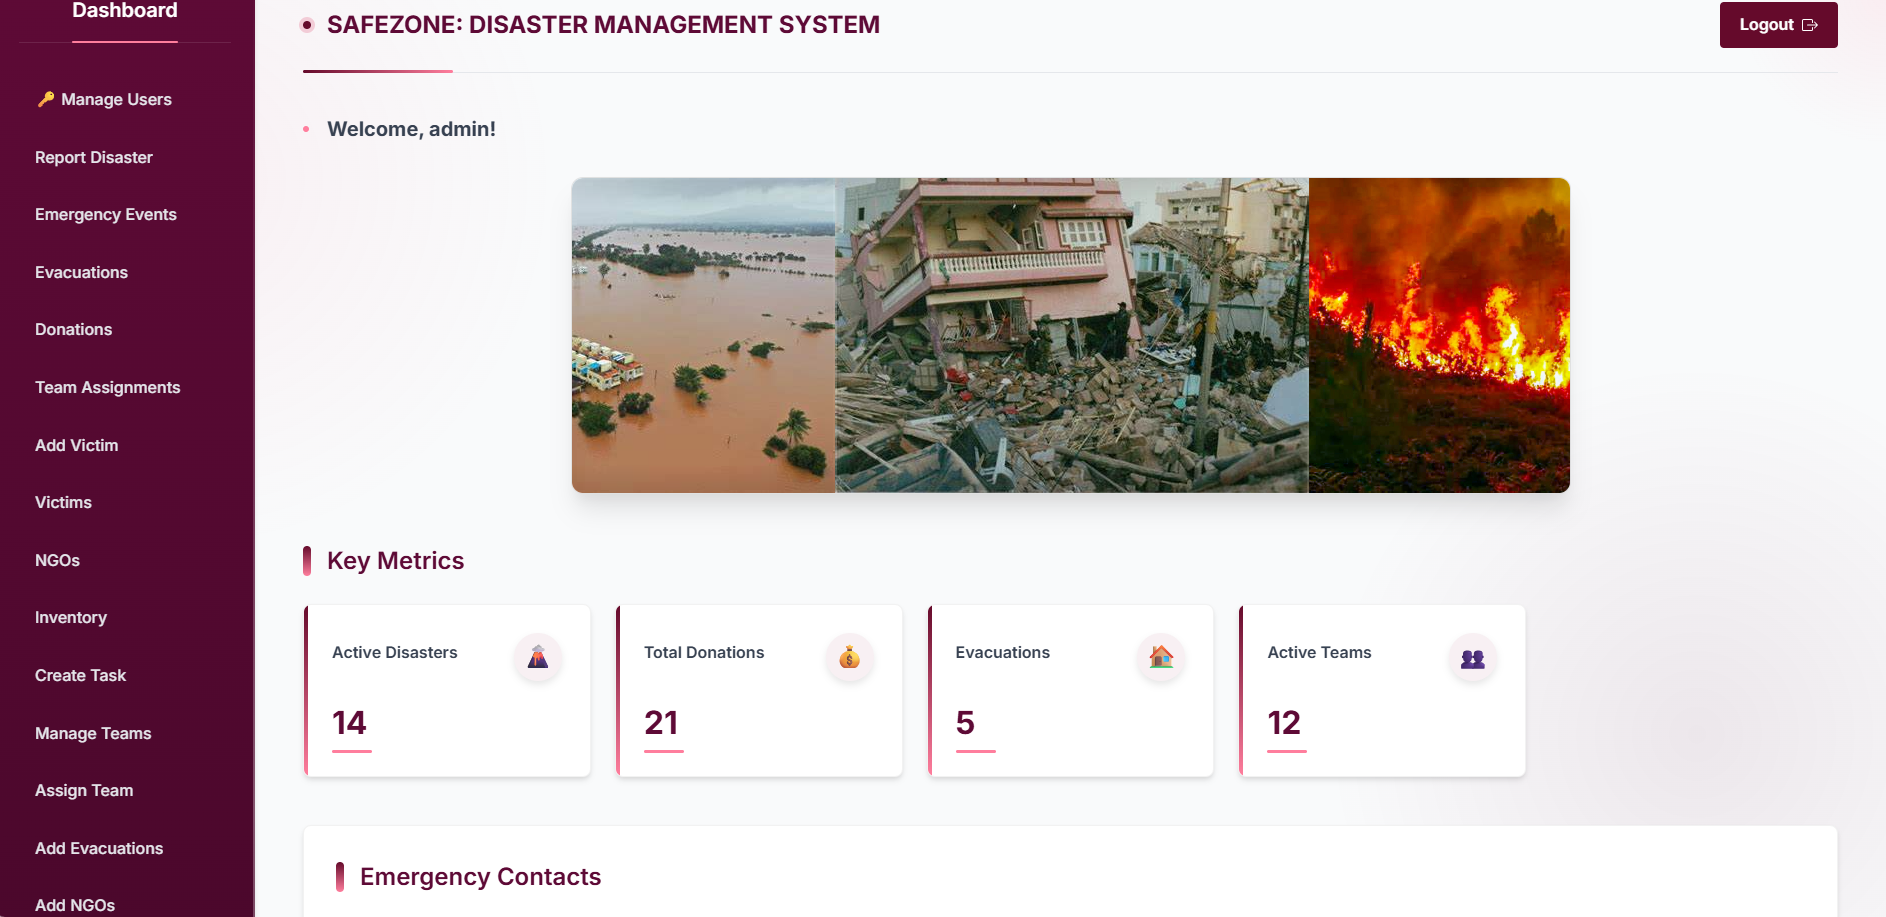 Dashboard
🔑 Manage Users
Report Disaster
Emergency Events
Evacuations
Donations
Team Assignments
Add Victim
Victims
NGOs
Inventory
Create Task
Manage Teams
Assign Team
Add Evacuations
Add NGOs
SAFEZONE: DISASTER MANAGEMENT SYSTEM
Logout
Welcome, admin!
Key Metrics
Active Disasters
14
Total Donations
21
Evacuations
5
Active Teams
12
Emergency Contacts